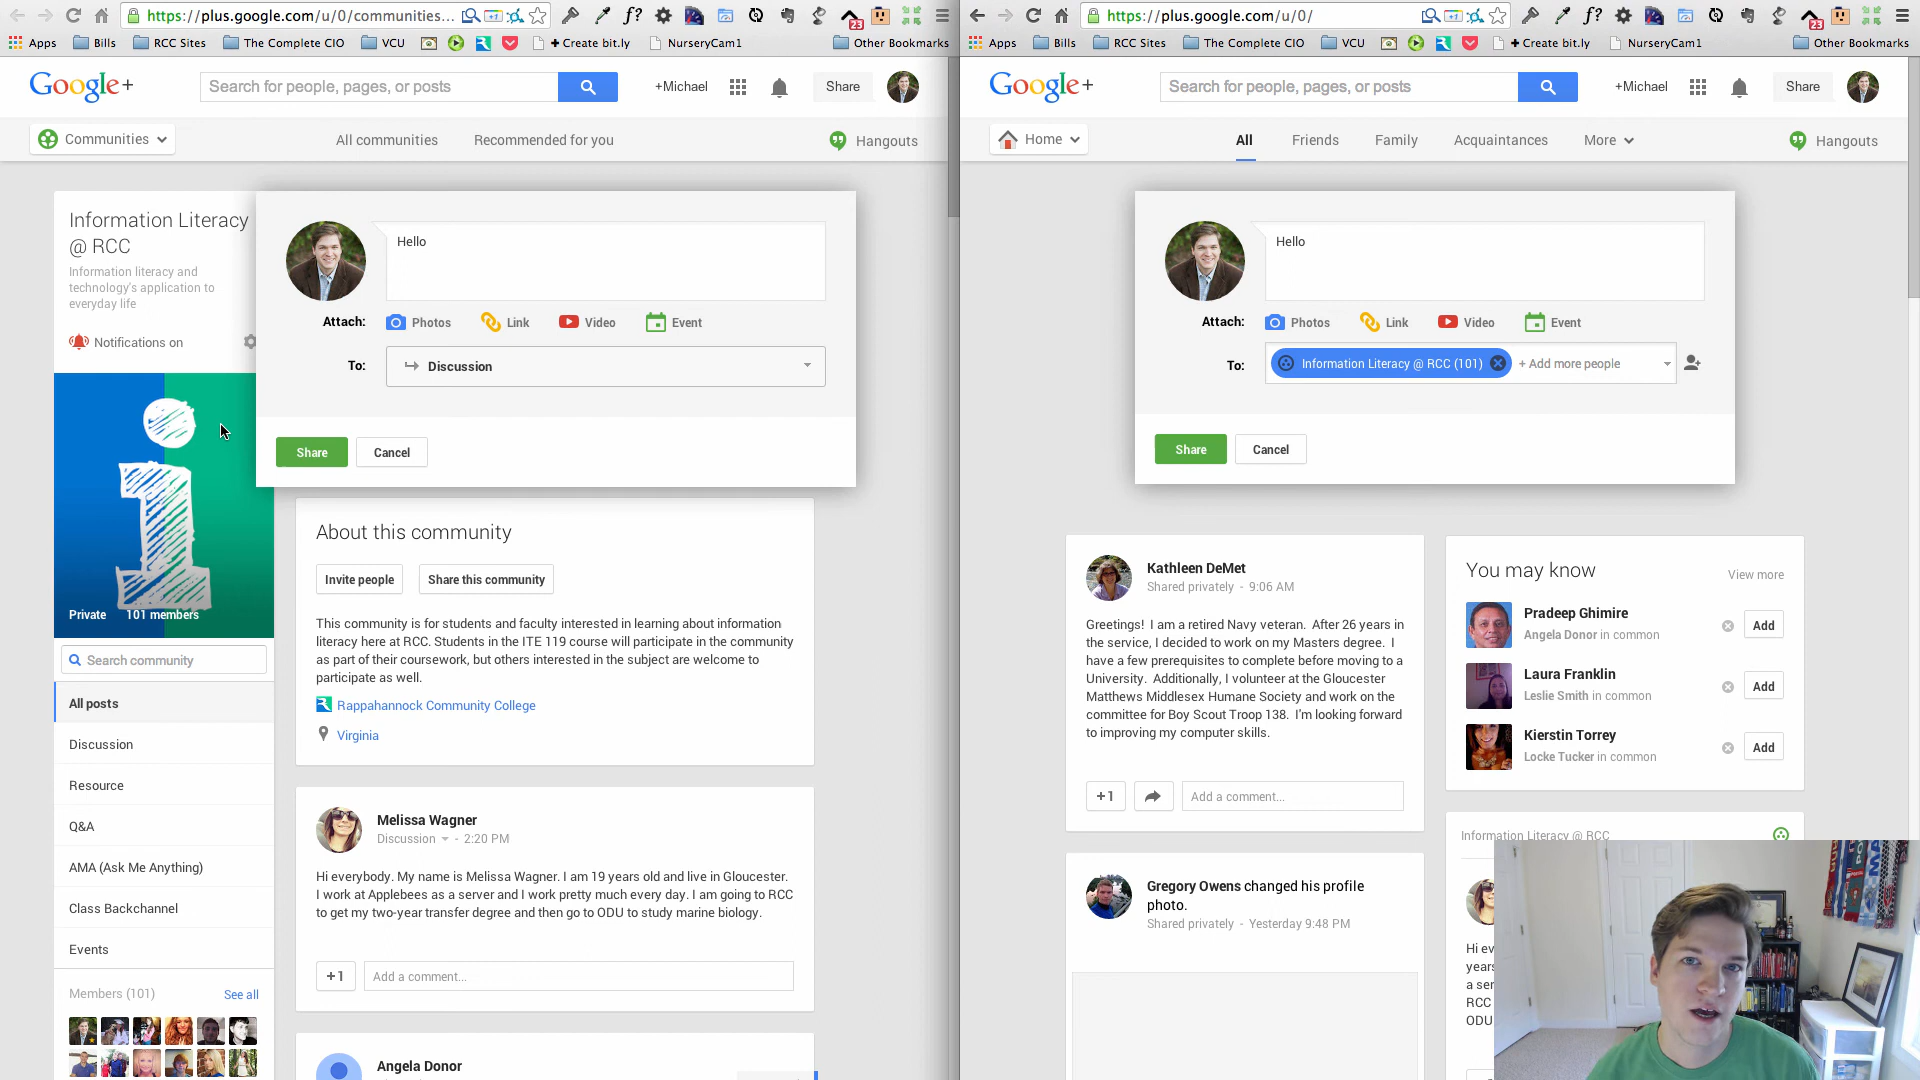 https://plus.google.com/u/0/communities...
23
Apps
Bills
RCC Sites
The Complete CIO
VCU
+ Create bit.ly
NurseryCam1
Other Bookmarks
Google+
Search for people, pages, or posts
+Michael
Share
Communities
All communities
Recommended for you
Hangouts
Information Literacy
@ RCC
Information literacy and
technology's application to
everyday life
Notifications on
Private
101 members
Search community
All posts
Discussion
Resource
Q&A
AMA (Ask Me Anything)
Class Backchannel
Events
Members (101)
See all
Hello
Attach:
Photos
Link
Video
Event
To:
Discussion
Share
Cancel
About this community
Invite people
Share this community
This community is for students and faculty interested in learning about information
literacy here at RCC. Students in the ITE 119 course will participate in the community
as part of their coursework, but others interested in the subject are welcome to
participate as well.
Rappahannock Community College
Virginia
Melissa Wagner
Discussion - 2:20 PM
Hi everybody. My name is Melissa Wagner. I am 19 years old and live in Gloucester.
I work at Applebees as a server and I work pretty much every day. I am going to RCC
to get my two-year transfer degree and then go to ODU to study marine biology.
+1
Add a comment...
Angela Donor
https://plus.google.com/u/0/
23
Apps
Bills
RCC Sites
The Complete CIO
VCU
+ Create bit.ly
NurseryCam1
Other Bookmarks
Google+
Search for people, pages, or posts
+Michael
Share
Home
All
Friends
Family
Acquaintances
More
Hangouts
Hello
Attach:
Photos
Link
Video
Event
To:
Information Literacy @ RCC (101)
+ Add more people
Share
Cancel
Kathleen DeMet
Shared privately - 9:06 AM
Greetings! I am a retired Navy veteran. After 26 years in
the service, I decided to work on my Masters degree. I
have a few prerequisites to complete before moving to a
University. Additionally, I volunteer at the Gloucester
Matthews Middlesex Humane Society and work on the
committee for Boy Scout Troop 138. I'm looking forward
to improving my computer skills.
+1
Add a comment...
Gregory Owens changed his profile
photo.
Shared privately - Yesterday 9:48 PM
You may know
View more
Pradeep Ghimire
Angela Donor in common
Add
Laura Franklin
Leslie Smith in common
Add
Kierstin Torrey
Locke Tucker in common
Add
Information Literacy @ RCC
Hi
years
a
RCC
ODU